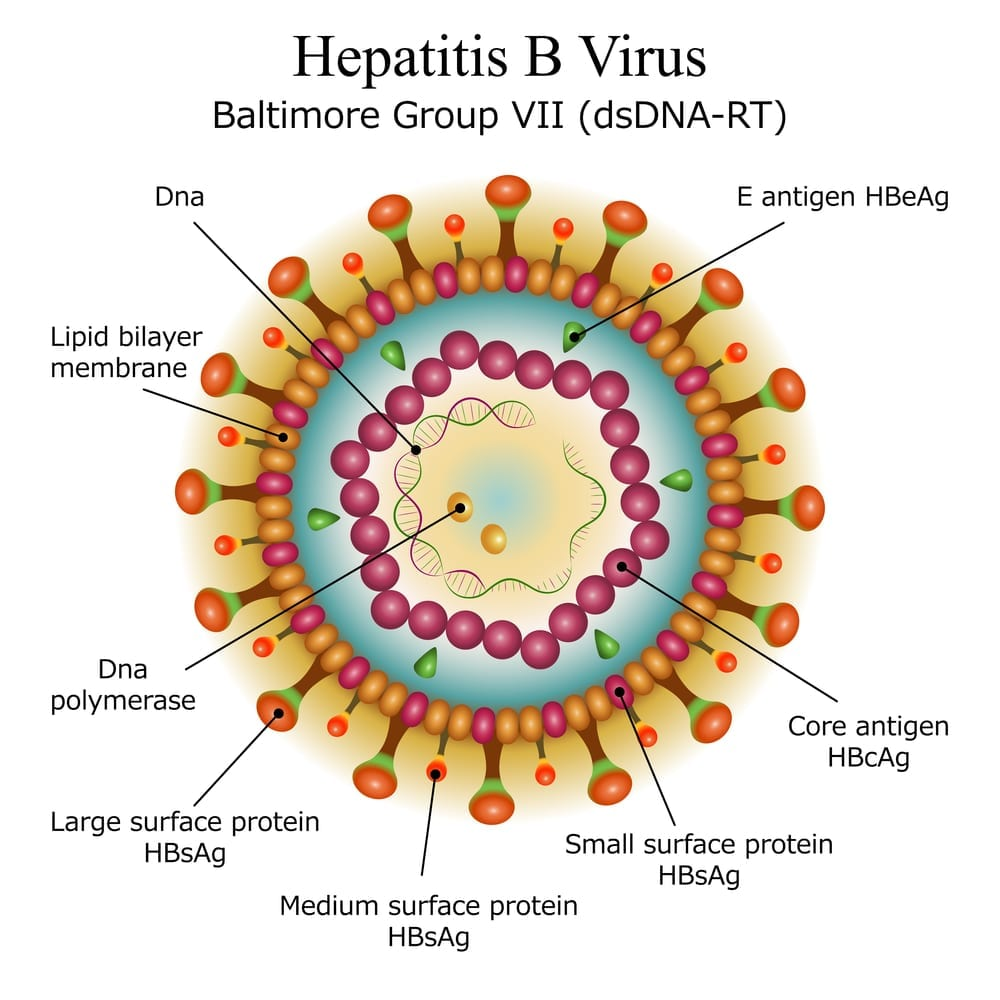 Hepatitis B Virus
Baltimore Group VII (dsDNA-RT)
Dna
E antigen HBeAg
Lipid bilayer
membrane
Dna
polymerase
Core antigen
HBcAg
Large surface protein
HBsAg
Small surface protein
HBsAg
Medium surface protein
HBsAg